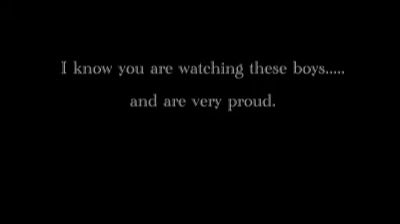 I know you are watching these boys.....
and are very proud.